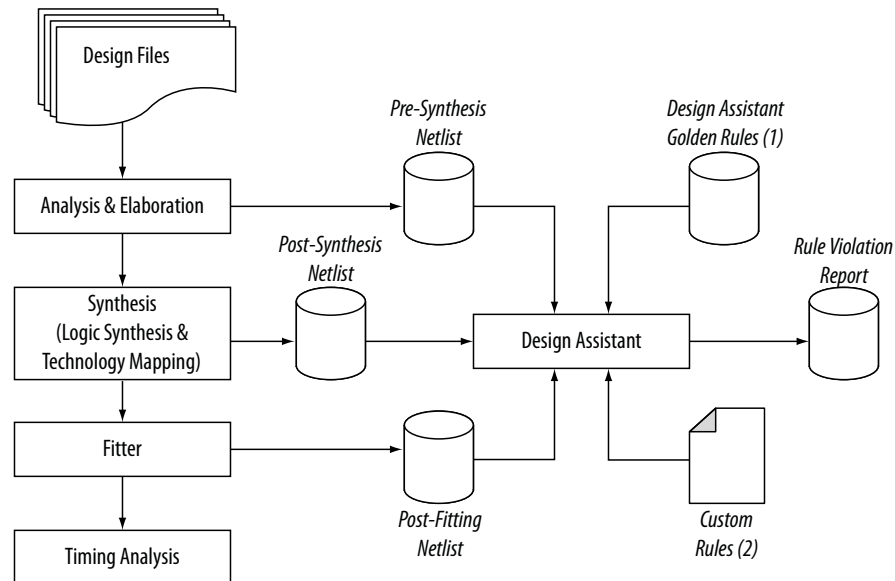 Design Files
Pre-Synthesis
Netlist
Design Assistant
Golden Rules (1)
Analysis & Elaboration
Post-Synthesis
Netlist
Rule Violation
Report
Synthesis
(Logic Synthesis &
Technology Mapping)
Design Assistant
Fitter
Post-Fitting
Netlist
Custom
Rules (2)
Timing Analysis